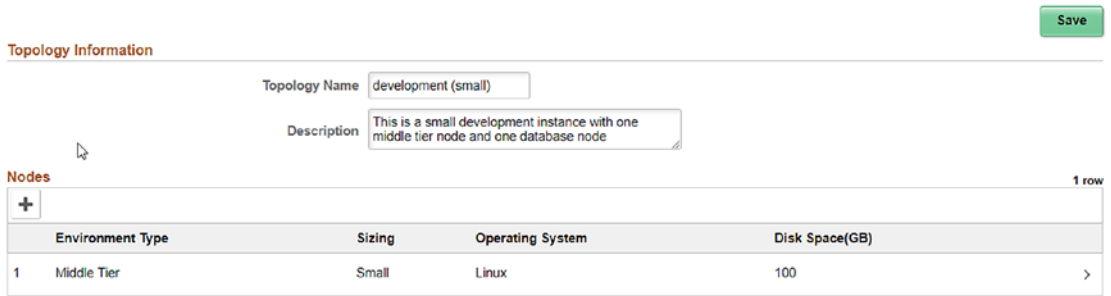 Save
Topology Information
Topology Name development (small)
Description This is a small development instance with one
middle tier node and one database node
Nodes
1 row
+
Environment Type Sizing Operating System Disk Space(GB)
1 Middle Tier Small Linux 100 >